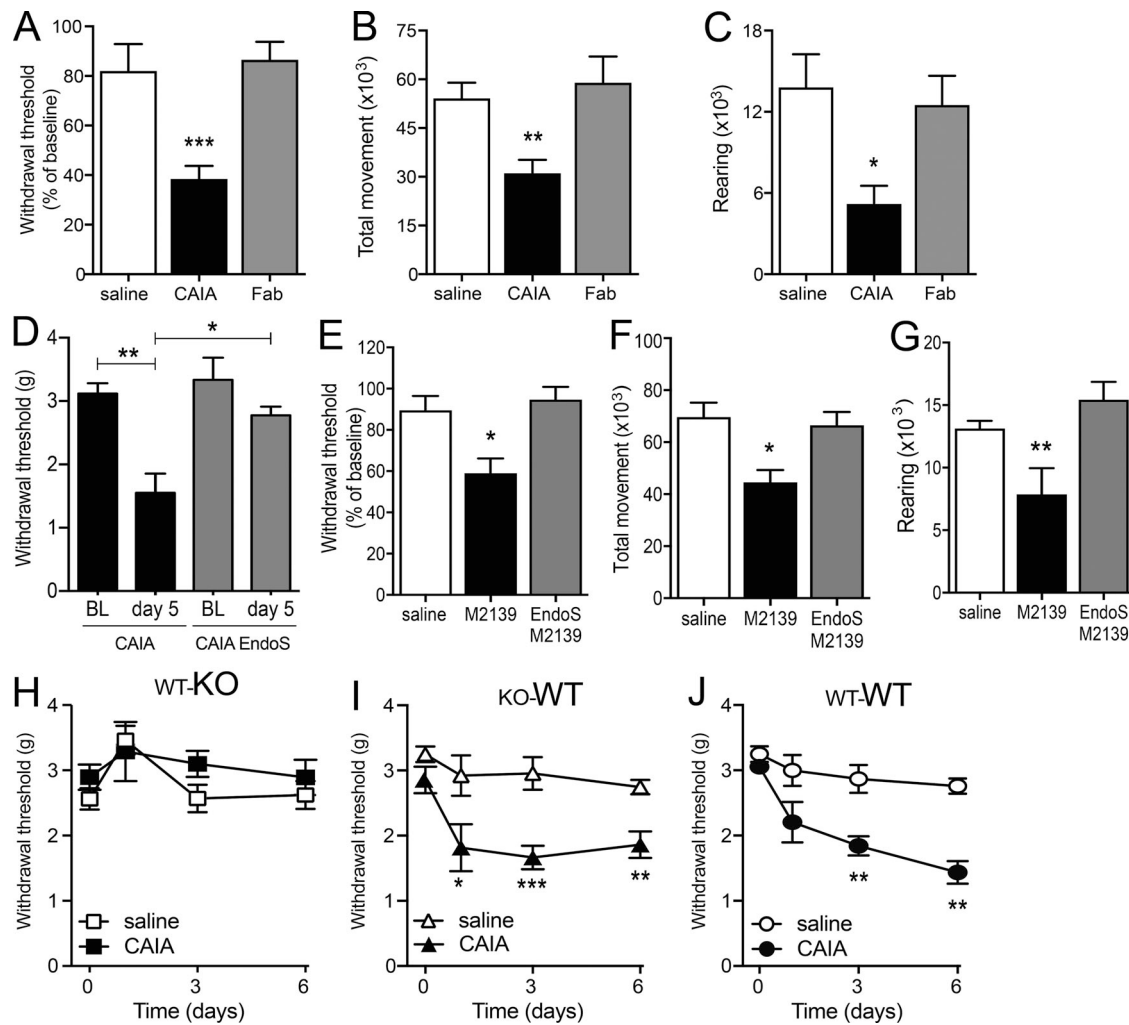 A
Withdrawal threshold
(% of baseline)
100
80
60
40
20
0
***
saline
CAIA
Fab
B
Total movement (x10³)
75
60
45
30
15
0
**
saline
CAIA
Fab
C
Rearing (x10³)
18
12
6
0
*
saline
CAIA
Fab
D
Withdrawal threshold (g)
4
3
2
1
0
**
*
BL
day 5
BL
day 5
CAIA
CAIA EndoS
E
Withdrawal threshold
(% of baseline)
120
100
80
60
40
20
0
*
saline
M2139
EndoS
M2139
F
Total movement (x10³)
100
80
60
40
20
0
*
saline
M2139
EndoS
M2139
G
Rearing (x10³)
20
15
10
5
0
**
saline
M2139
EndoS
M2139
H
WT-KO
Withdrawal threshold (g)
4
3
2
1
0
saline
CAIA
0
3
6
Time (days)
I
KO-WT
Withdrawal threshold (g)
4
3
2
1
0
*
***
**
saline
CAIA
0
3
6
Time (days)
J
WT-WT
Withdrawal threshold (g)
4
3
2
1
0
**
**
saline
CAIA
0
3
6
Time (days)